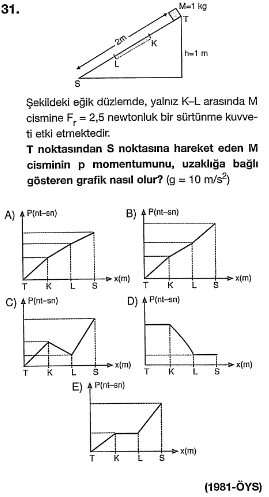 31.
M=1 kg
T
2m
K
L
h=1 m
S
Şekildeki eğik düzlemde, yalnız K–L arasında M
cismine Fr = 2,5 newtonluk bir sürtünme kuvve-
ti etki etmektedir.
T noktasından S noktasına hareket eden M
cisminin p momentumunu, uzaklığa bağlı
gösteren grafik nasıl olur? (g = 10 m/s²)
A) P(nt–sn)
T K L S x(m)
B) P(nt–sn)
T K L S x(m)
C) P(nt–sn)
T K L S x(m)
D) P(nt–sn)
T K L S x(m)
E) P(nt–sn)
T K L S x(m)
(1981-ÖYS)